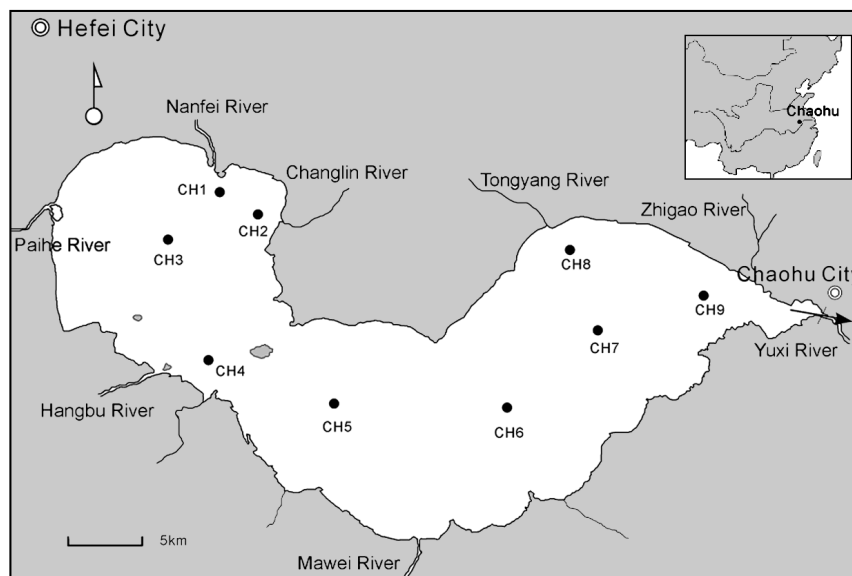 Hefei City
Nanfei River
Chaohu
Changlin River
Tongyang River
CH1
Zhigao River
CH2
Paihe River
CH3
CH8
Chaohu City
CH9
CH7
Yuxi River
CH4
Hangbu River
CH5
CH6
5km
Mawei River